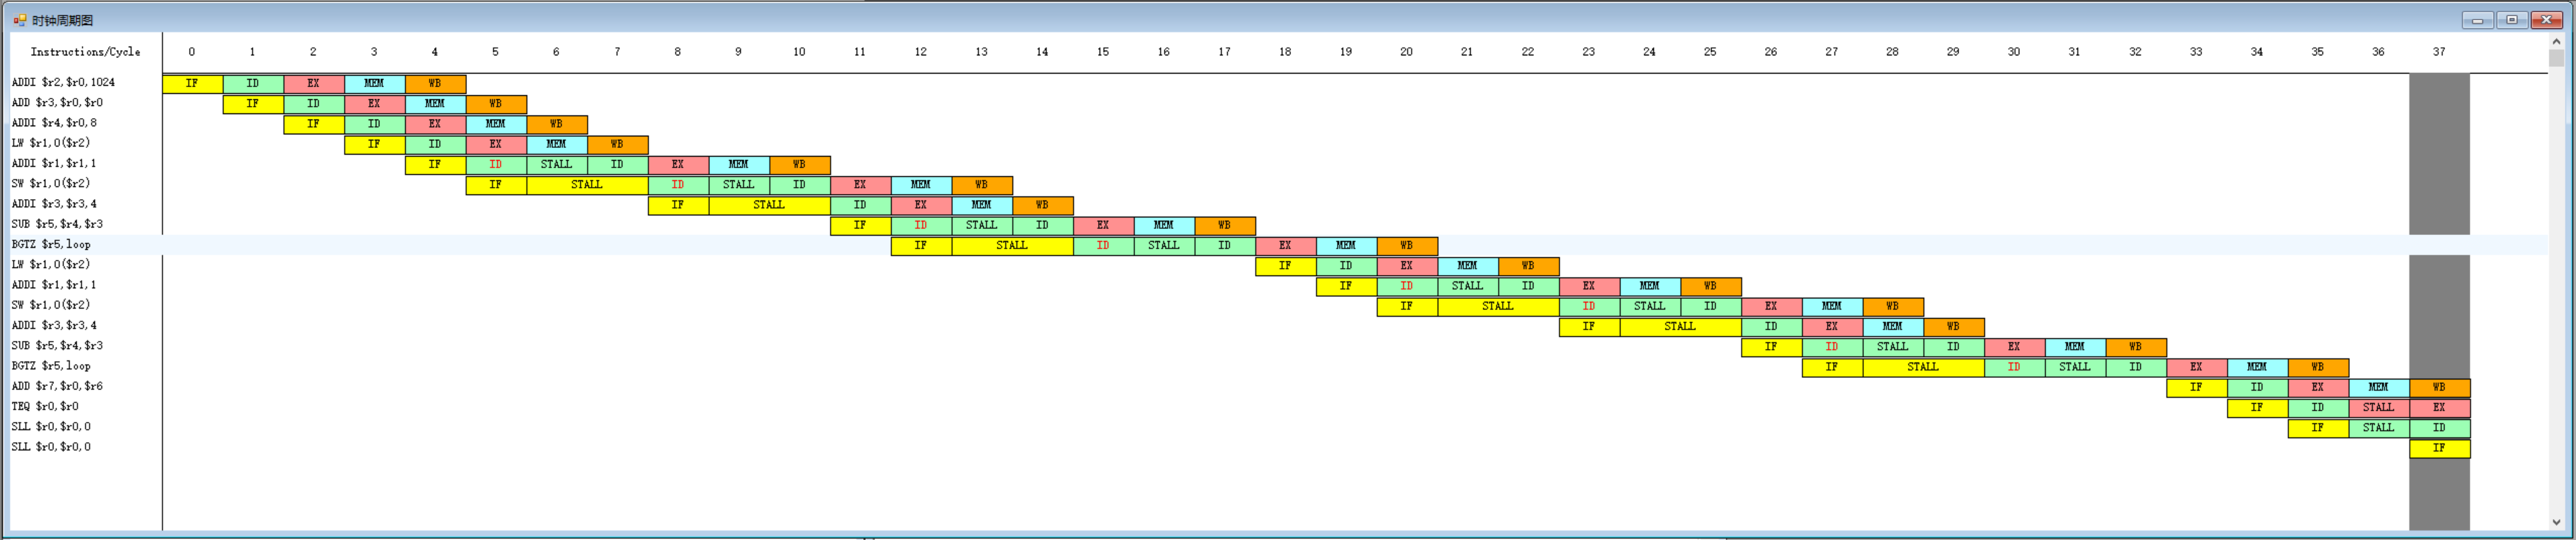 时钟周期图
Instructions/Cycle 0 1 2 3 4 5 6 7 8 9 10 11 12 13 14 15 16 17 18 19 20 21 22 23 24 25 26 27 28 29 30 31 32 33 34 35 36 37
ADDI $r2,$r0,1024 IF ID EX MEM WB
ADD $r3,$r0,$r0 IF ID EX MEM WB
ADDI $r4,$r0,8 IF ID EX MEM WB
LW $r1,0($r2) IF ID EX MEM WB
ADDI $r1,$r1,1 IF ID STALL ID EX MEM WB
SW $r1,0($r2) IF STALL ID STALL ID EX MEM WB
ADDI $r3,$r3,4 IF STALL ID EX MEM WB
SUB $r5,$r4,$r3 IF ID STALL ID EX MEM WB
BGTZ $r5,loop IF STALL ID STALL ID EX MEM WB
LW $r1,0($r2) IF ID EX MEM WB
ADDI $r1,$r1,1 IF ID STALL ID EX MEM WB
SW $r1,0($r2) IF STALL ID STALL ID EX MEM WB
ADDI $r3,$r3,4 IF STALL ID EX MEM WB
SUB $r5,$r4,$r3 IF ID STALL ID EX MEM WB
BGTZ $r5,loop IF STALL ID STALL ID EX MEM WB
ADD $r7,$r0,$r6 IF ID EX MEM WB
TEQ $r0,$r0 IF ID STALL EX
SLL $r0,$r0,0 IF STALL ID
SLL $r0,$r0,0 IF